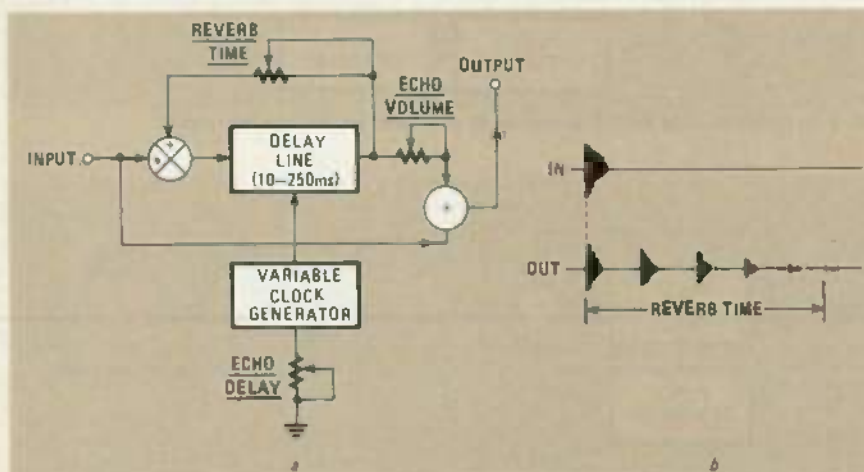 REVERB
TIME
OUTPUT
ECHO
VOLUME
INPUT
+
+
DELAY
LINE
(10–250ms)
+
VARIABLE
CLOCK
GENERATOR
ECHO
DELAY
a
IN
OUT
REVERB TIME
b